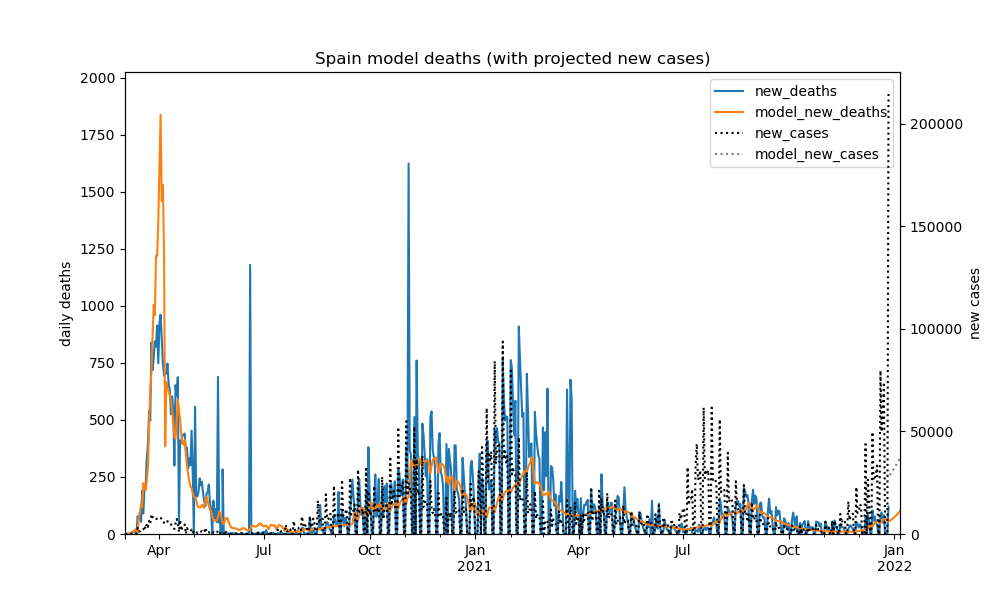 Spain model deaths (with projected new cases)
2000
1750
1500
1250
1000
750
500
250
0
daily deaths
new_deaths
model_new_deaths
new_cases
model_new_cases
200000
150000
100000
50000
0
new cases
Apr
Jul
Oct
Jan
2021
Apr
Jul
Oct
Jan
2022